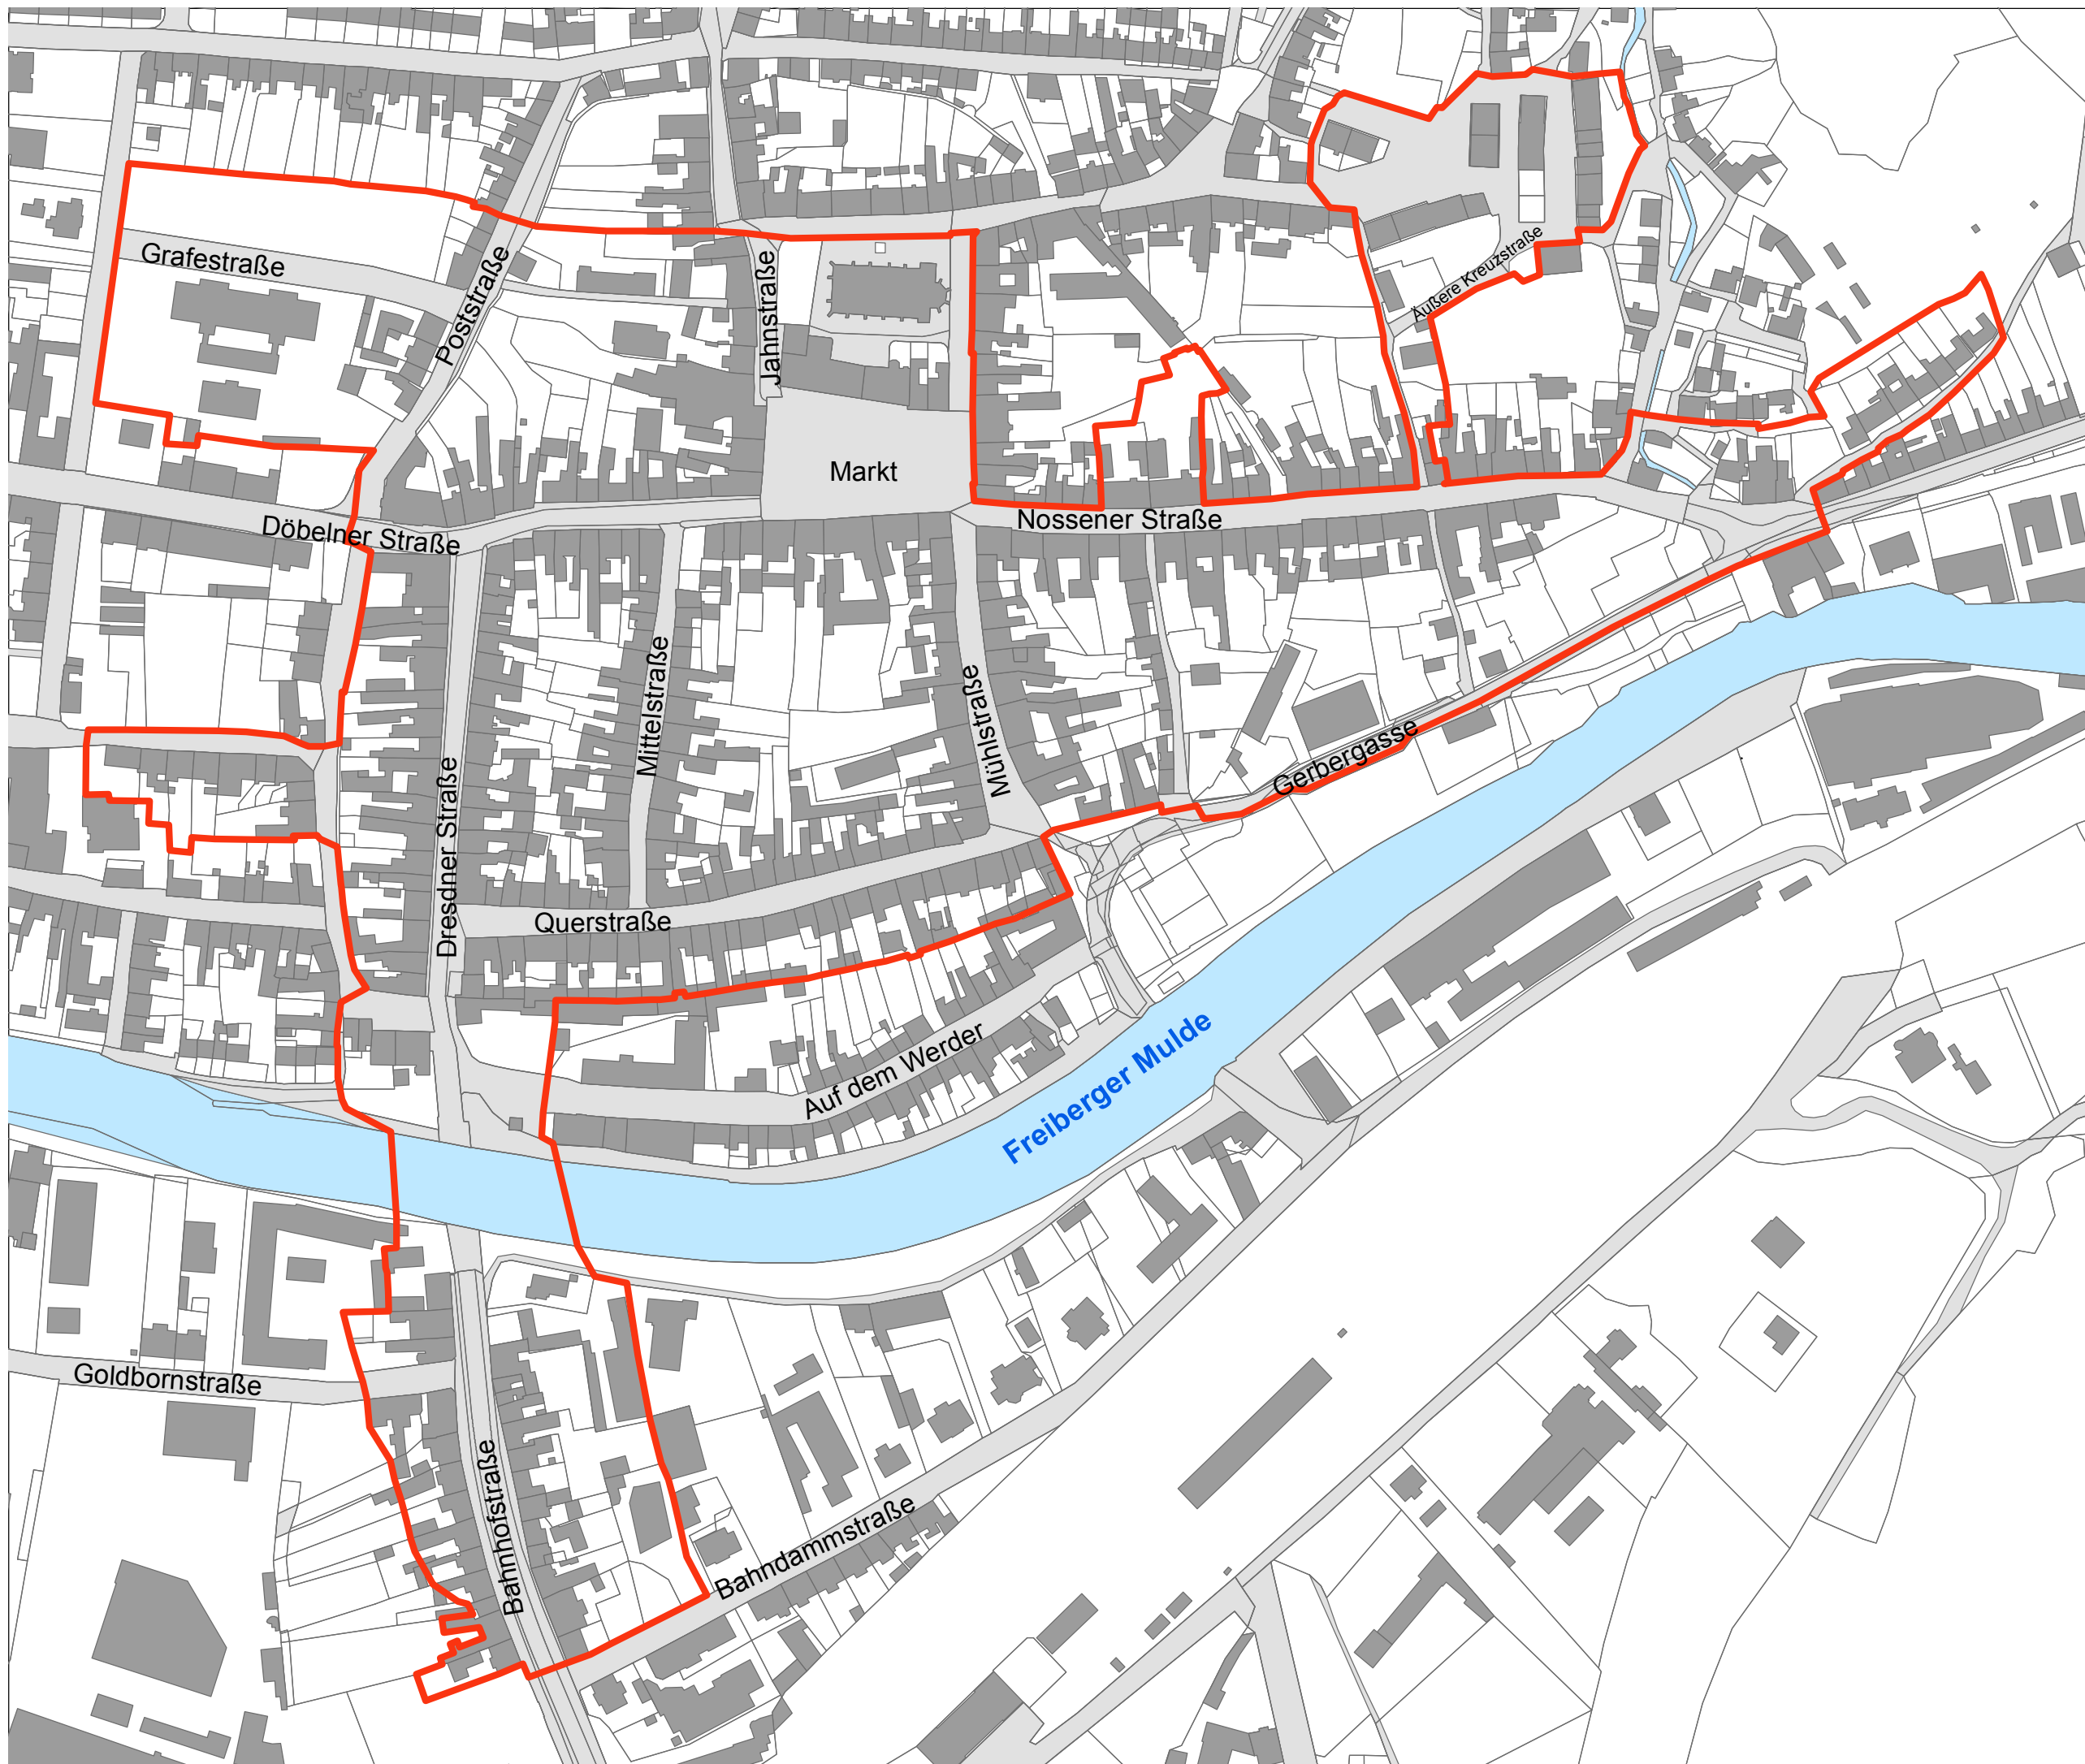 Grafestraße
Poststraße
Jahnstraße
Äußere Kreuzstraße
Markt
Döbelner Straße
Nossener Straße
Mittelstraße
Mühlstraße
Gerbergasse
Dresdner Straße
Querstraße
Auf dem Werder
Freiberger Mulde
Goldbornstraße
Bahnhofstraße
Bahndammstraße